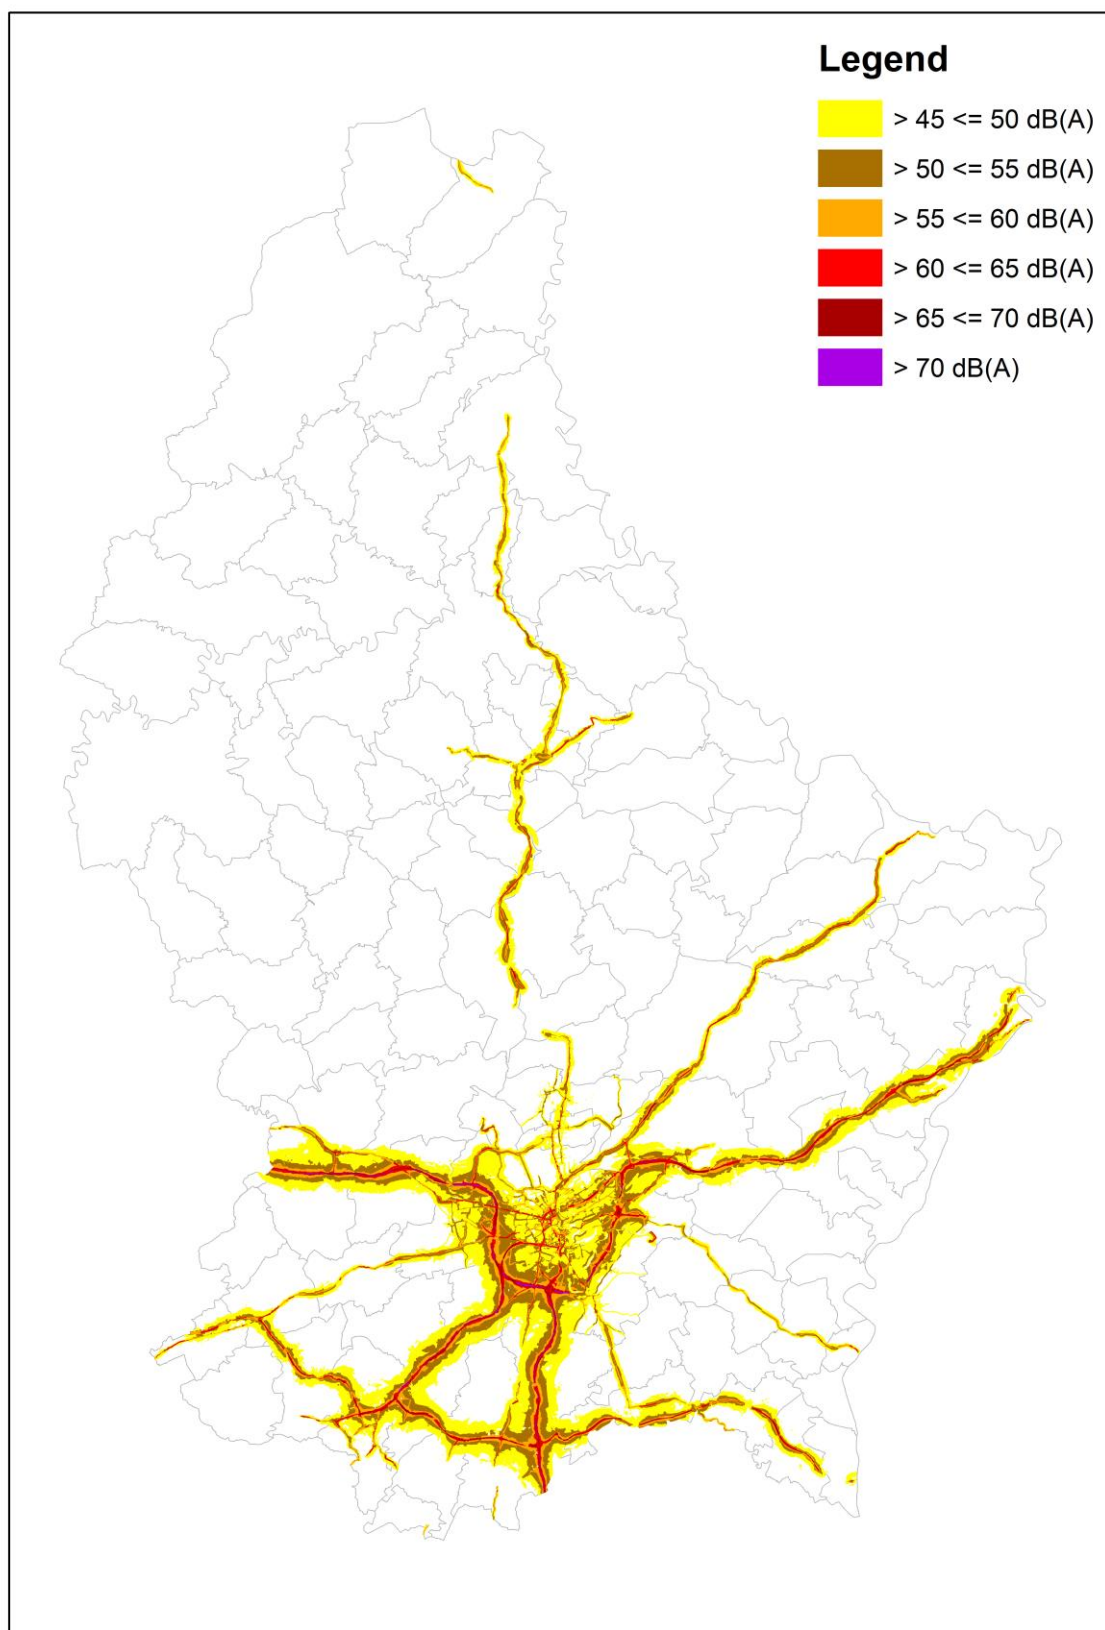 Legend
> 45 <= 50 dB(A)
> 50 <= 55 dB(A)
> 55 <= 60 dB(A)
> 60 <= 65 dB(A)
> 65 <= 70 dB(A)
> 70 dB(A)